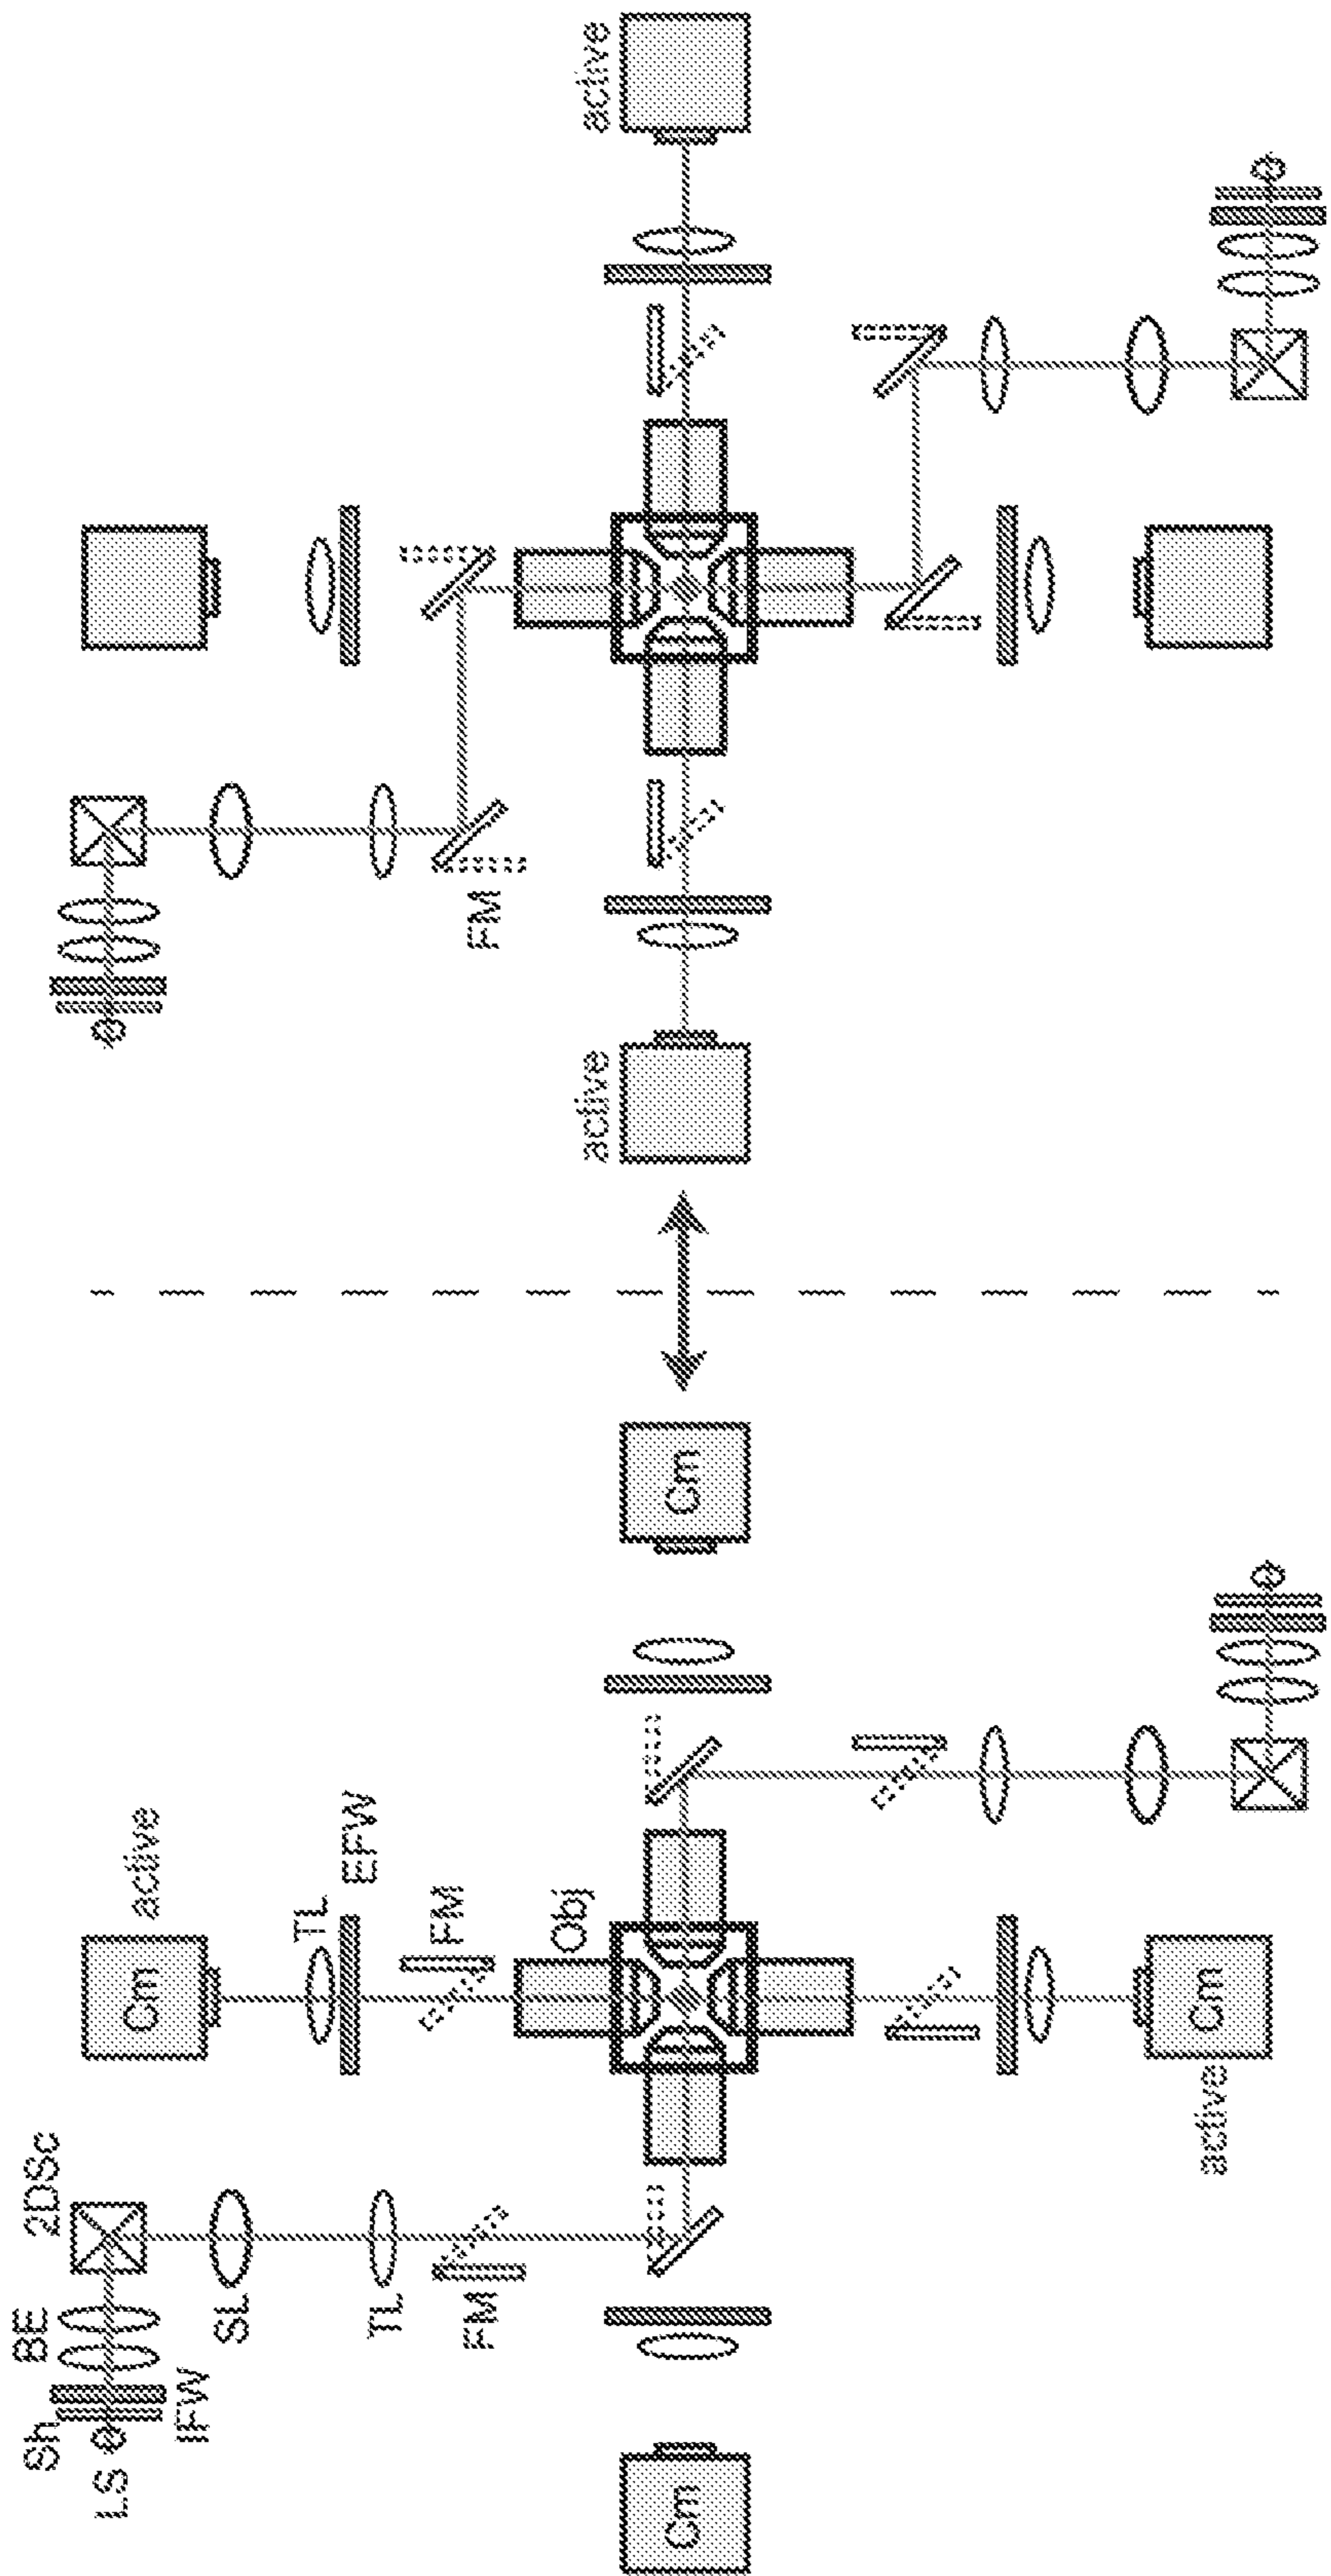 Sh
BE
2DSc
LS
IFW
SL
TL
FM
Cm
active
TL
EFW
FM
Obj
Cm
Cm
active
Cm
active
FM
active